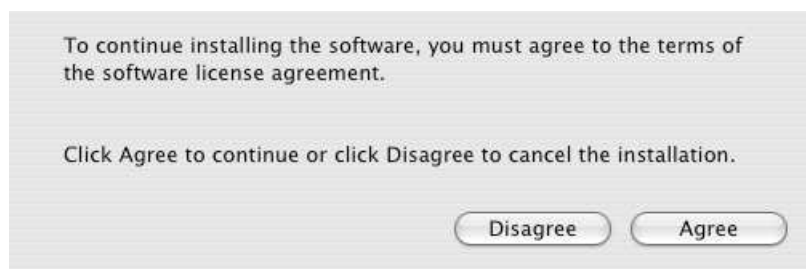 To continue installing the software, you must agree to the terms of
the software license agreement.
Click Agree to continue or click Disagree to cancel the installation.
Disagree Agree